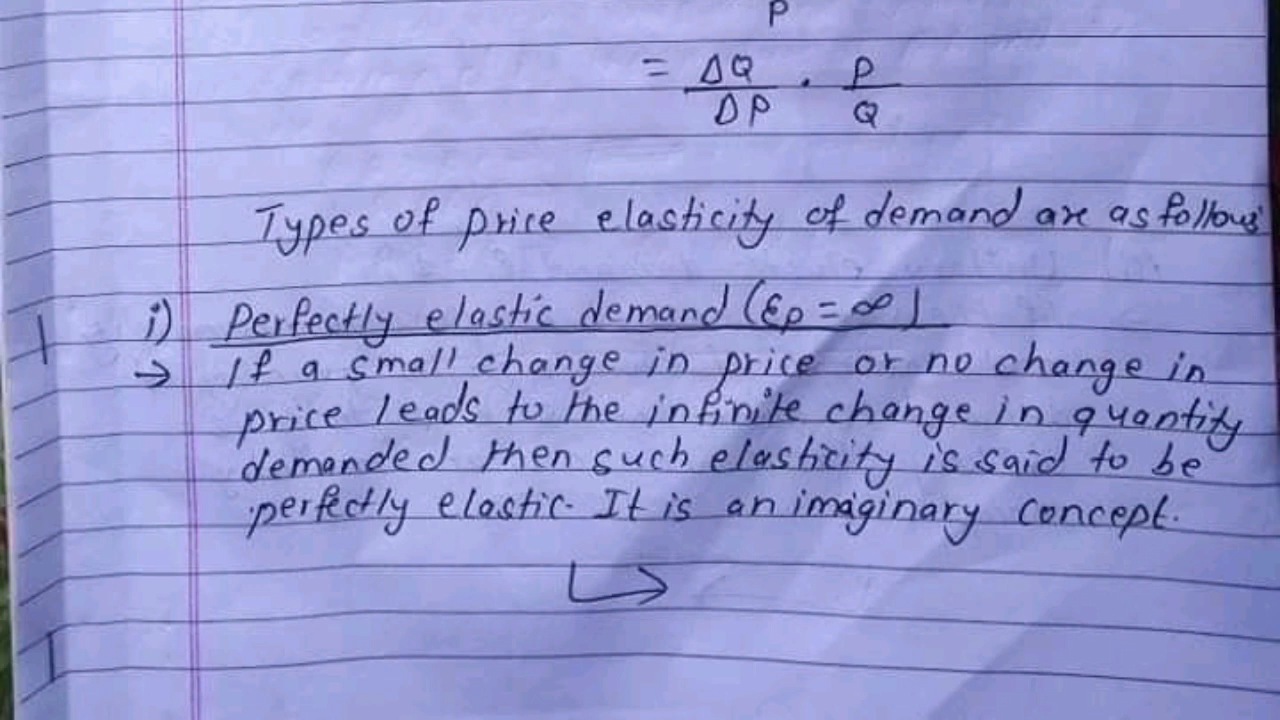 P
= ΔQ . P
ΔP Q
Types of price elasticity of demand are as follows
i) Perfectly elastic demand (Ep = ∞)
→ If a small change in price or no change in
price leads to the infinite change in quantity
demanded then such elasticity is said to be
perfectly elastic. It is an imaginary concept.